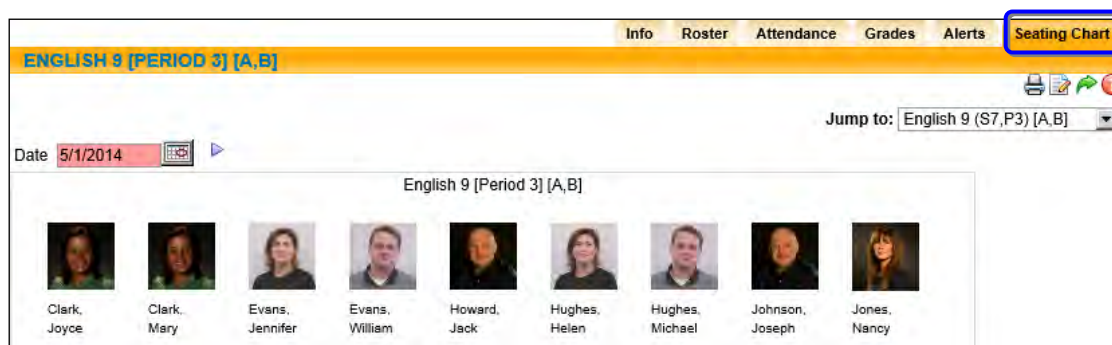 Info Roster Attendance Grades Alerts Seating Chart
ENGLISH 9 [PERIOD 3] [A,B]
Jump to: English 9 (S7,P3) [A,B]
Date 5/1/2014
English 9 [Period 3] [A,B]
Clark, Clark, Evans, Evans, Howard, Hughes, Hughes, Johnson, Jones,
Joyce Mary Jennifer William Jack Helen Michael Joseph Nancy